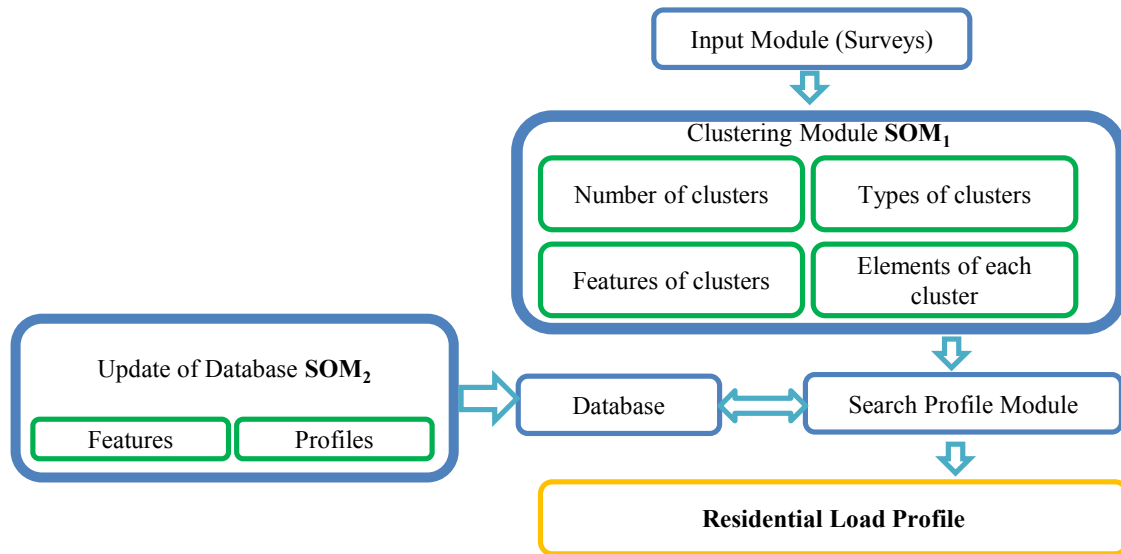 Input Module (Surveys)
Clustering Module SOM₁
Number of clusters
Types of clusters
Features of clusters
Elements of each
cluster
Update of Database SOM₂
Features
Profiles
Database
Search Profile Module
Residential Load Profile